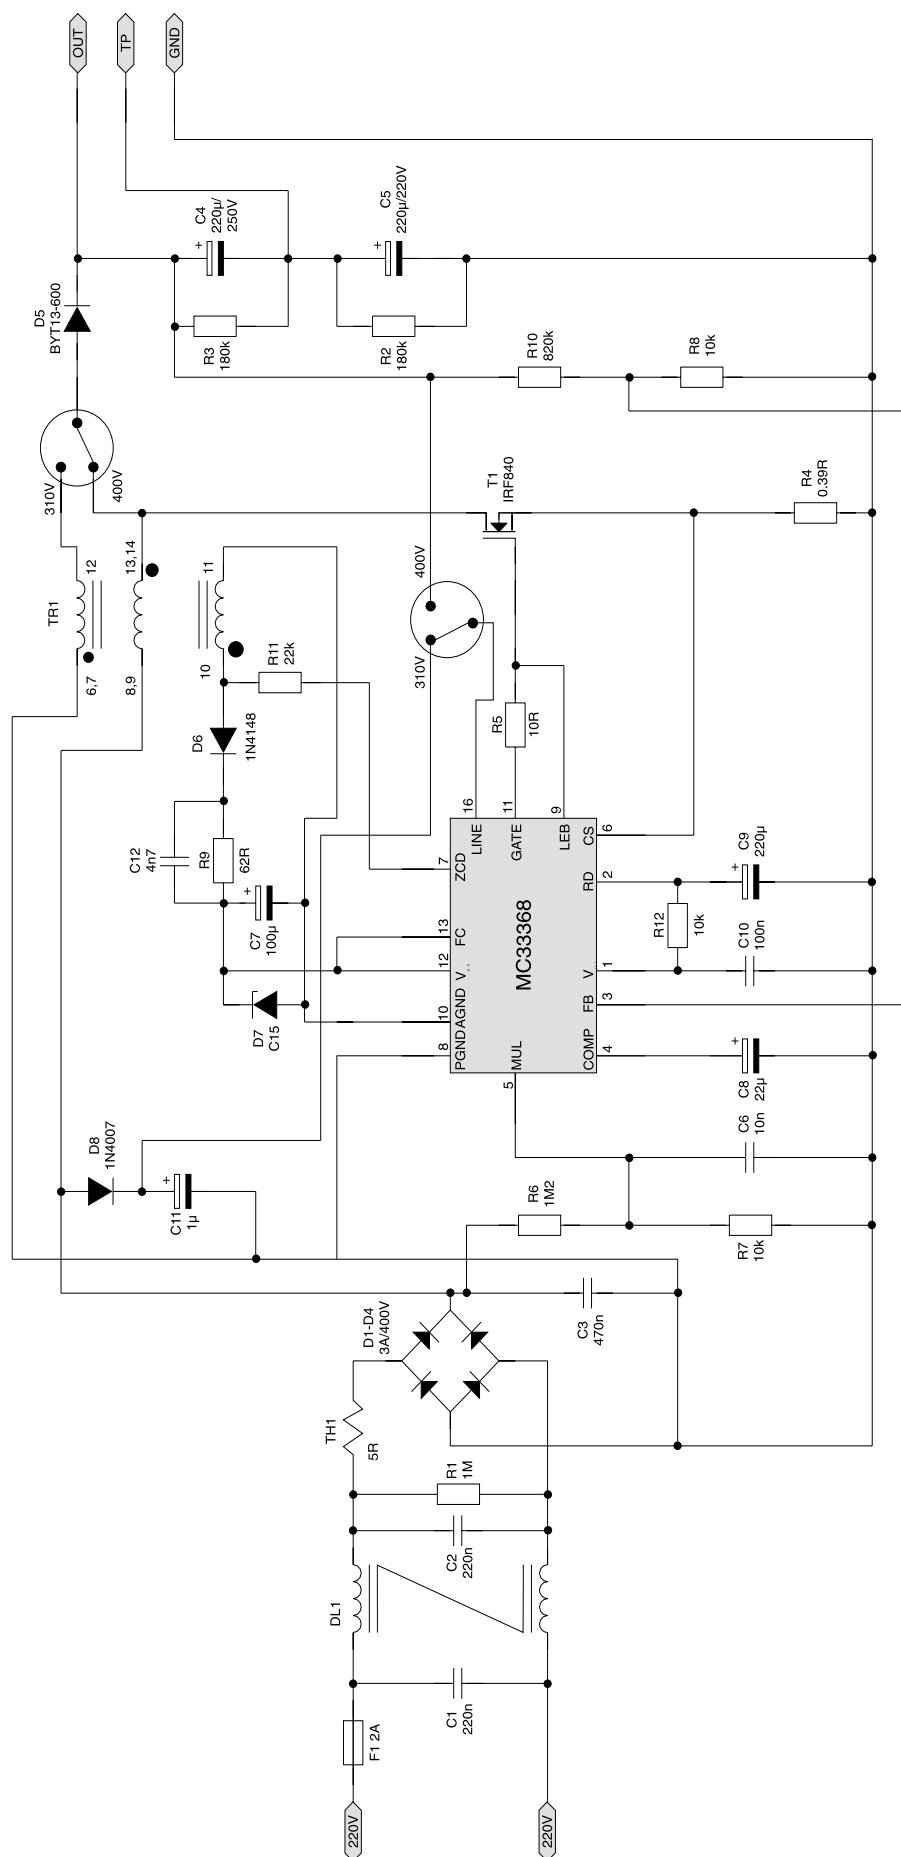 OUT
TP
GND
C4
220µ/
250V
C5
220µ/220V
D5
BYT13-600
R3
180k
R2
180k
R10
820k
R8
10k
310V
400V
T1
IRF840
R4
0.39R
TR1
12
13,14
11
6,7
8,9
10
400V
310V
R11
22k
D6
1N4148
R5
10R
C12
4n7
R9
62R
C7
100µ
D7
C15
16
11
9
LINE
GATE
LEB
7
ZCD
13
FC
12
V
10
AGND
8
PGND
MC33368
CS
6
RD
2
V
1
FB
3
COMP
4
MUL
5
R12
10k
C9
220µ
C10
100n
C8
22µ
C6
10n
D8
1N4007
C11
1µ
R6
1M2
R7
10k
D1-D4
3A/400V
C3
470n
TH1
5R
R1
1M
C2
220n
DL1
C1
220n
F1 2A
220V
220V